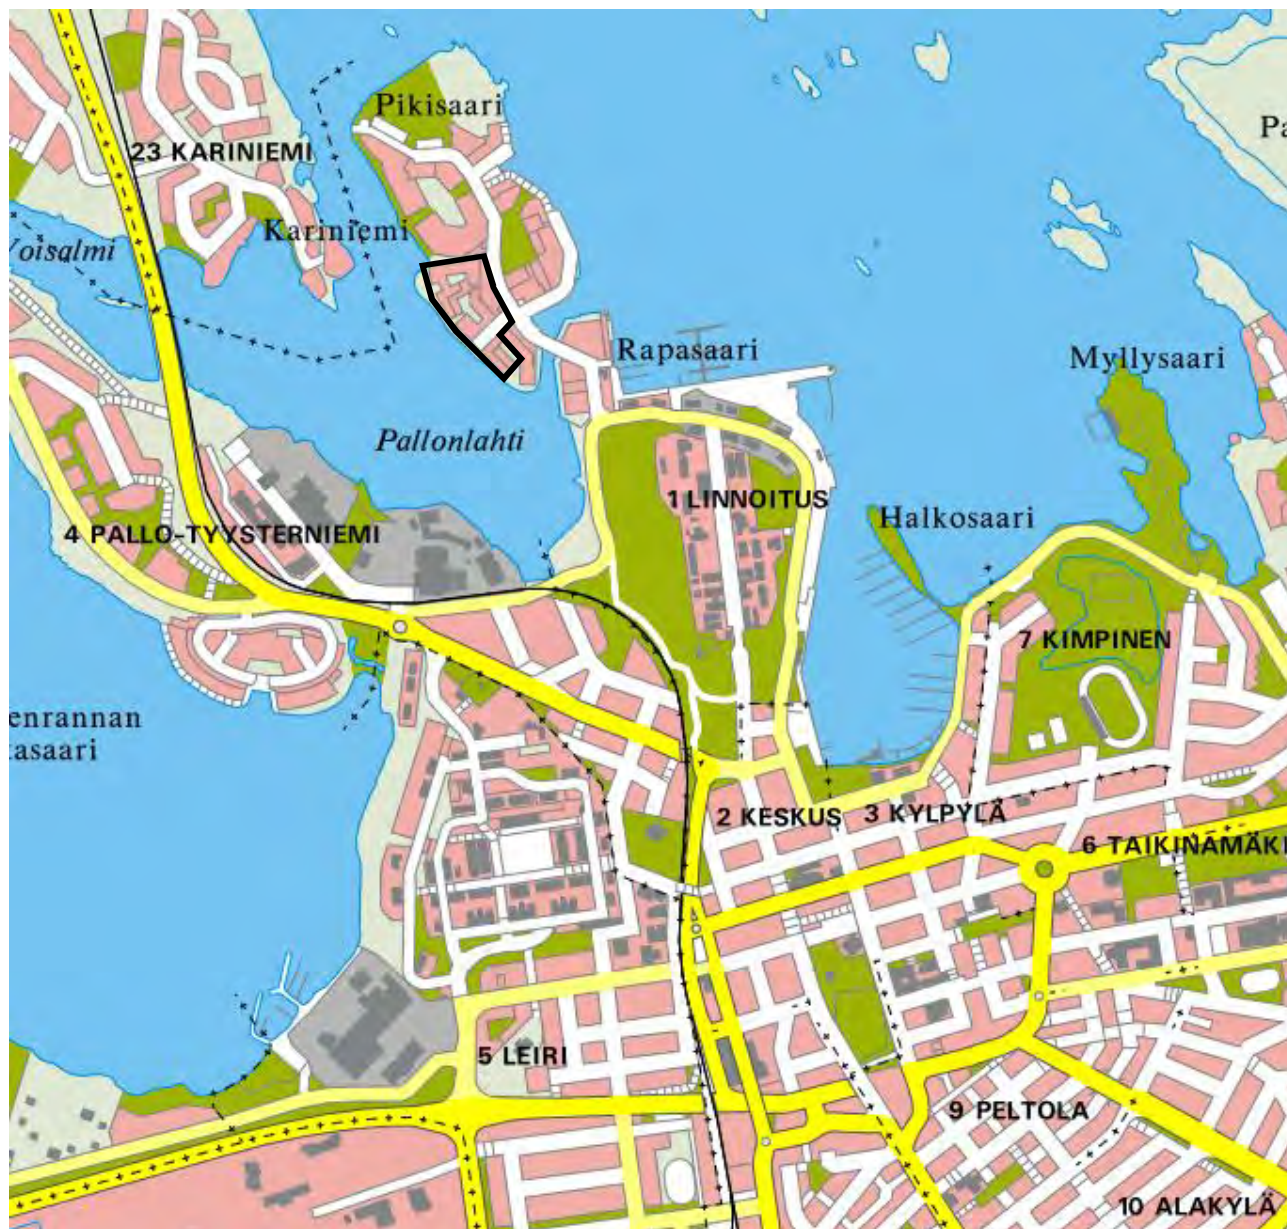 Pikisaari
Pa
23 KARINIEMI
Kariniemi
Voisalmi
Rapasaari
Myllysaari
Pallonlahti
1 LINNOITUS
Halkosaari
4 PALLO-TYYSTERNIEMI
7 KIMPINEN
enrannan
tasaari
2 KESKUS
3 KYLPYLÄ
6 TAIKINAMÄKI
5 LEIRI
9 PELTOLA
10 ALAKYLÄ